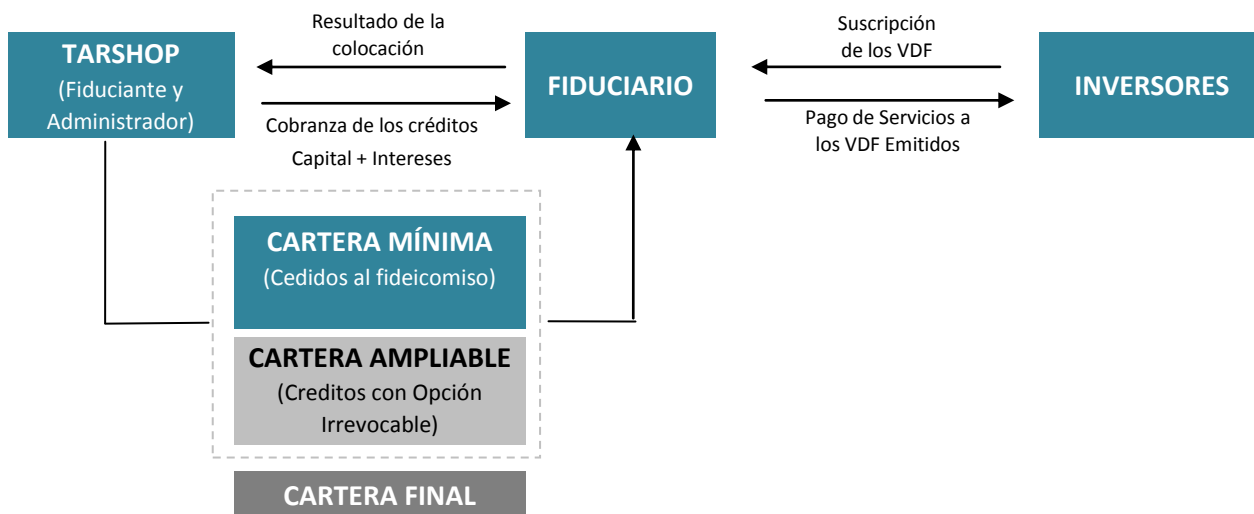 TARSHOP
(Fiduciante y
Administrador)
Resultado de la
colocación
Cobranza de los créditos
Capital + Intereses
FIDUCIARIO
Suscripción
de los VDF
Pago de Servicios a
los VDF Emitidos
INVERSORES
CARTERA MÍNIMA
(Cedidos al fideicomiso)
CARTERA AMPLIABLE
(Creditos con Opción
Irrevocable)
CARTERA FINAL